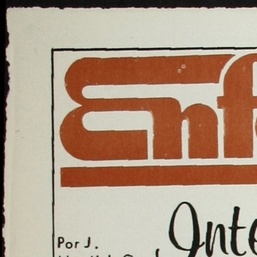 Enf
Inte
Por J.